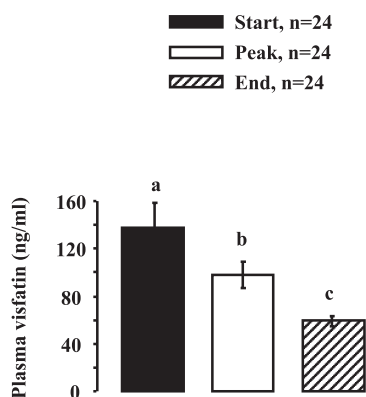 Start, n=24
Peak, n=24
End, n=24
Plasma visfatin (ng/ml)
160
120
80
40
0
a
b
c